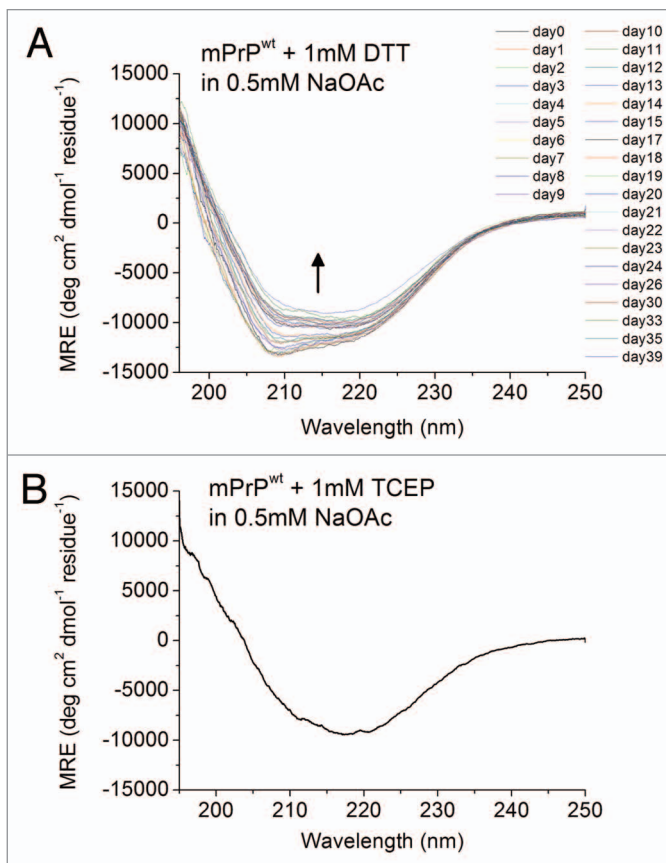 A
mPrP^wt + 1mM DTT
in 0.5mM NaOAc
day0
day1
day2
day3
day4
day5
day6
day7
day8
day9
day10
day11
day12
day13
day14
day15
day17
day18
day19
day20
day21
day22
day23
day24
day26
day30
day33
day35
day39
MRE (deg cm² dmol⁻¹ residue⁻¹)
15000
10000
5000
0
-5000
-10000
-15000
200 210 220 230 240 250
Wavelength (nm)
B
mPrP^wt + 1mM TCEP
in 0.5mM NaOAc
MRE (deg cm² dmol⁻¹ residue⁻¹)
15000
10000
5000
0
-5000
-10000
-15000
200 210 220 230 240 250
Wavelength (nm)